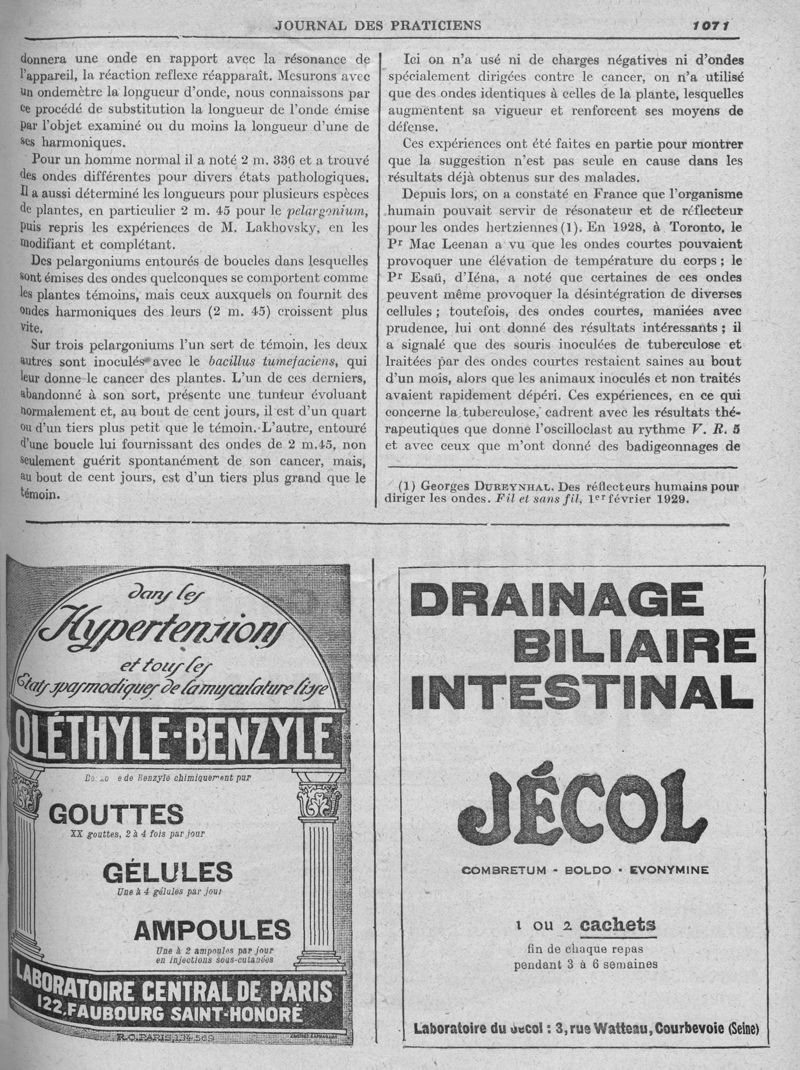 JOURNAL DES PRATICIENS
1071
donnera une onde en rapport avec la résonance de
l'appareil, la réaction reflexe réapparaît. Mesurons avec
un ondemètre la longueur d'onde, nous connaissons par
ce procédé de substitution la longueur de l'onde émise
par l'objet examiné ou du moins la longueur d'une de
ses harmoniques.
Pour un homme normal il a noté 2 m. 336 et a trouvé
des ondes différentes pour divers états pathologiques.
Il a aussi déterminé les longueurs pour plusieurs espèces
de plantes, en particulier 2 m. 45 pour le pelargonium,
puis repris les expériences de M. Lakhovsky, en les
modifiant et complétant.
Des pelargoniums entourés de boucles dans lesquelles
sont émises des ondes quelconques se comportent comme
les plantes témoins, mais ceux auxquels on fournit des
ondes harmoniques des leurs (2 m. 45) croissent plus
vite.
Sur trois pelargoniums l'un sert de témoin, les deux
autres sont inoculés avec le bacillus tumefaciens, qui
leur donne le cancer des plantes. L'un de ces derniers,
abandonné à son sort, présente une tumeur évoluant
normalement et, au bout de cent jours, il est d'un quart
ou d'un tiers plus petit que le témoin. L'autre, entouré
d'une boucle lui fournissant des ondes de 2 m.45, non
seulement guérit spontanément de son cancer, mais,
au bout de cent jours, est d'un tiers plus grand que le
témoin.
Ici on n'a usé ni de charges négatives ni d'ondes
spécialement dirigées contre le cancer, on n'a utilisé
que des ondes identiques à celles de la plante, lesquelles
augmentent sa vigueur et renforcent ses moyens de
défense.
Ces expériences ont été faites en partie pour montrer
que la suggestion n'est pas seule en cause dans les
résultats déjà obtenus sur des malades.
Depuis lors, on a constaté en France que l'organisme
humain pouvait servir de résonateur et de réflecteur
pour les ondes hertziennes (1). En 1928, à Toronto, le
Pr Mac Leenan a vu que les ondes courtes pouvaient
provoquer une élévation de température du corps ; le
Pr Esaü, d'Iéna, a noté que certaines de ces ondes
peuvent même provoquer la désintégration de diverses
cellules ; toutefois, des ondes courtes, maniées avec
prudence, lui ont donné des résultats intéressants ; il
a signalé que des souris inoculées de tuberculose et
traitées par des ondes courtes restaient saines au bout
d'un mois, alors que les animaux inoculés et non traités
avaient rapidement dépéri. Ces expériences, en ce qui
concerne la tuberculose, cadrent avec les résultats thé-
rapeutiques que donne l'oscilloclast au rythme V. R. 5
et avec ceux que m'ont donné des badigeonnages de
(1) Georges DUREYNHAL. Des réflecteurs humains pour
diriger les ondes. Fil et sans fil, 1er février 1929.
dans les
Hypertensions
et tous les
États spasmodiques de la musculature lisse
OLÉTHYLE-BENZYLE
de Benzyle chimiquement pur
GOUTTES
XX gouttes, 2 à 4 fois par jour
GÉLULES
Une à 4 gélules par jour
AMPOULES
Une à 2 ampoules par jour
en injections sous-cutanées
LABORATOIRE CENTRAL DE PARIS
122, FAUBOURG SAINT-HONORÉ
R.C. PARIS
DRAINAGE
BILIAIRE
INTESTINAL
JÉCOL
COMBRETUM - BOLDO - EVONYMINE
1 ou 2 cachets
fin de chaque repas
pendant 3 à 6 semaines
Laboratoire du Jécol : 3, rue Watteau, Courbevoie (Seine)